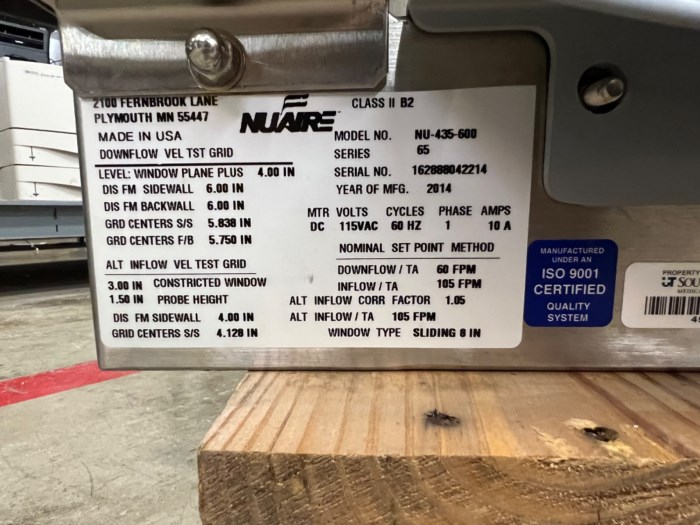 2100 FERNBROOK LANE
PLYMOUTH MN 55447
MADE IN USA
NUAIRE
CLASS II B2
MODEL NO. NU-435-600
SERIES 65
SERIAL NO. 162888042214
YEAR OF MFG. 2014
DOWNFLOW VEL TST GRID
LEVEL: WINDOW PLANE PLUS 4.00 IN
DIS FM SIDEWALL 6.00 IN
DIS FM BACKWALL 6.00 IN
GRD CENTERS S/S 5.838 IN
GRD CENTERS F/B 5.750 IN
MTR VOLTS CYCLES PHASE AMPS
DC 115VAC 60 HZ 1 10 A
NOMINAL SET POINT METHOD
DOWNFLOW / TA 60 FPM
INFLOW / TA 105 FPM
ALT INFLOW CORR FACTOR 1.05
ALT INFLOW / TA 105 FPM
WINDOW TYPE SLIDING 8 IN
ALT INFLOW VEL TEST GRID
3.00 IN CONSTRICTED WINDOW
1.50 IN PROBE HEIGHT
DIS FM SIDEWALL 4.00 IN
GRID CENTERS S/S 4.128 IN
MANUFACTURED
UNDER AN
ISO 9001
CERTIFIED
QUALITY
SYSTEM
PROPERTY
UT SOU